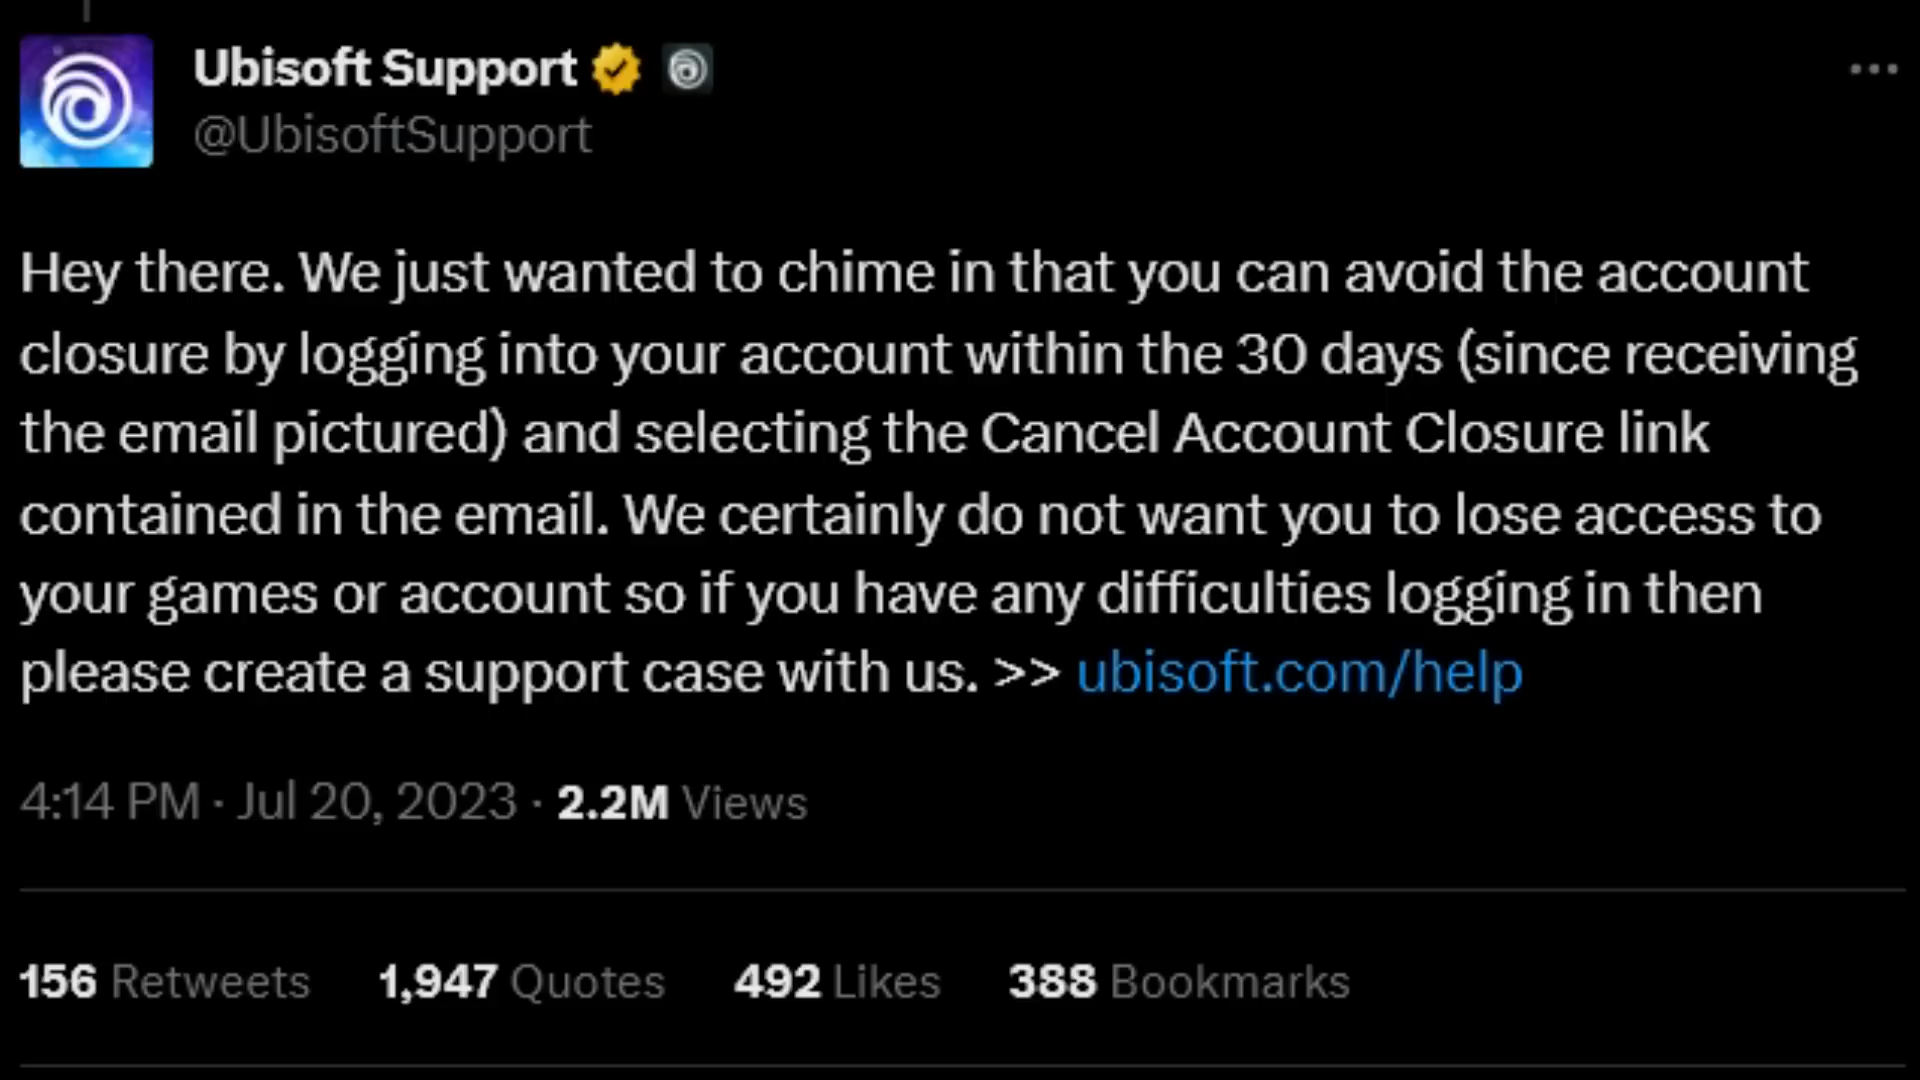 Ubisoft Support
@UbisoftSupport
Hey there. We just wanted to chime in that you can avoid the account
closure by logging into your account within the 30 days (since receiving
the email pictured) and selecting the Cancel Account Closure link
contained in the email. We certainly do not want you to lose access to
your games or account so if you have any difficulties logging in then
please create a support case with us. >> ubisoft.com/help
4:14 PM · Jul 20, 2023 · 2.2M Views
156 Retweets 1,947 Quotes 492 Likes 388 Bookmarks